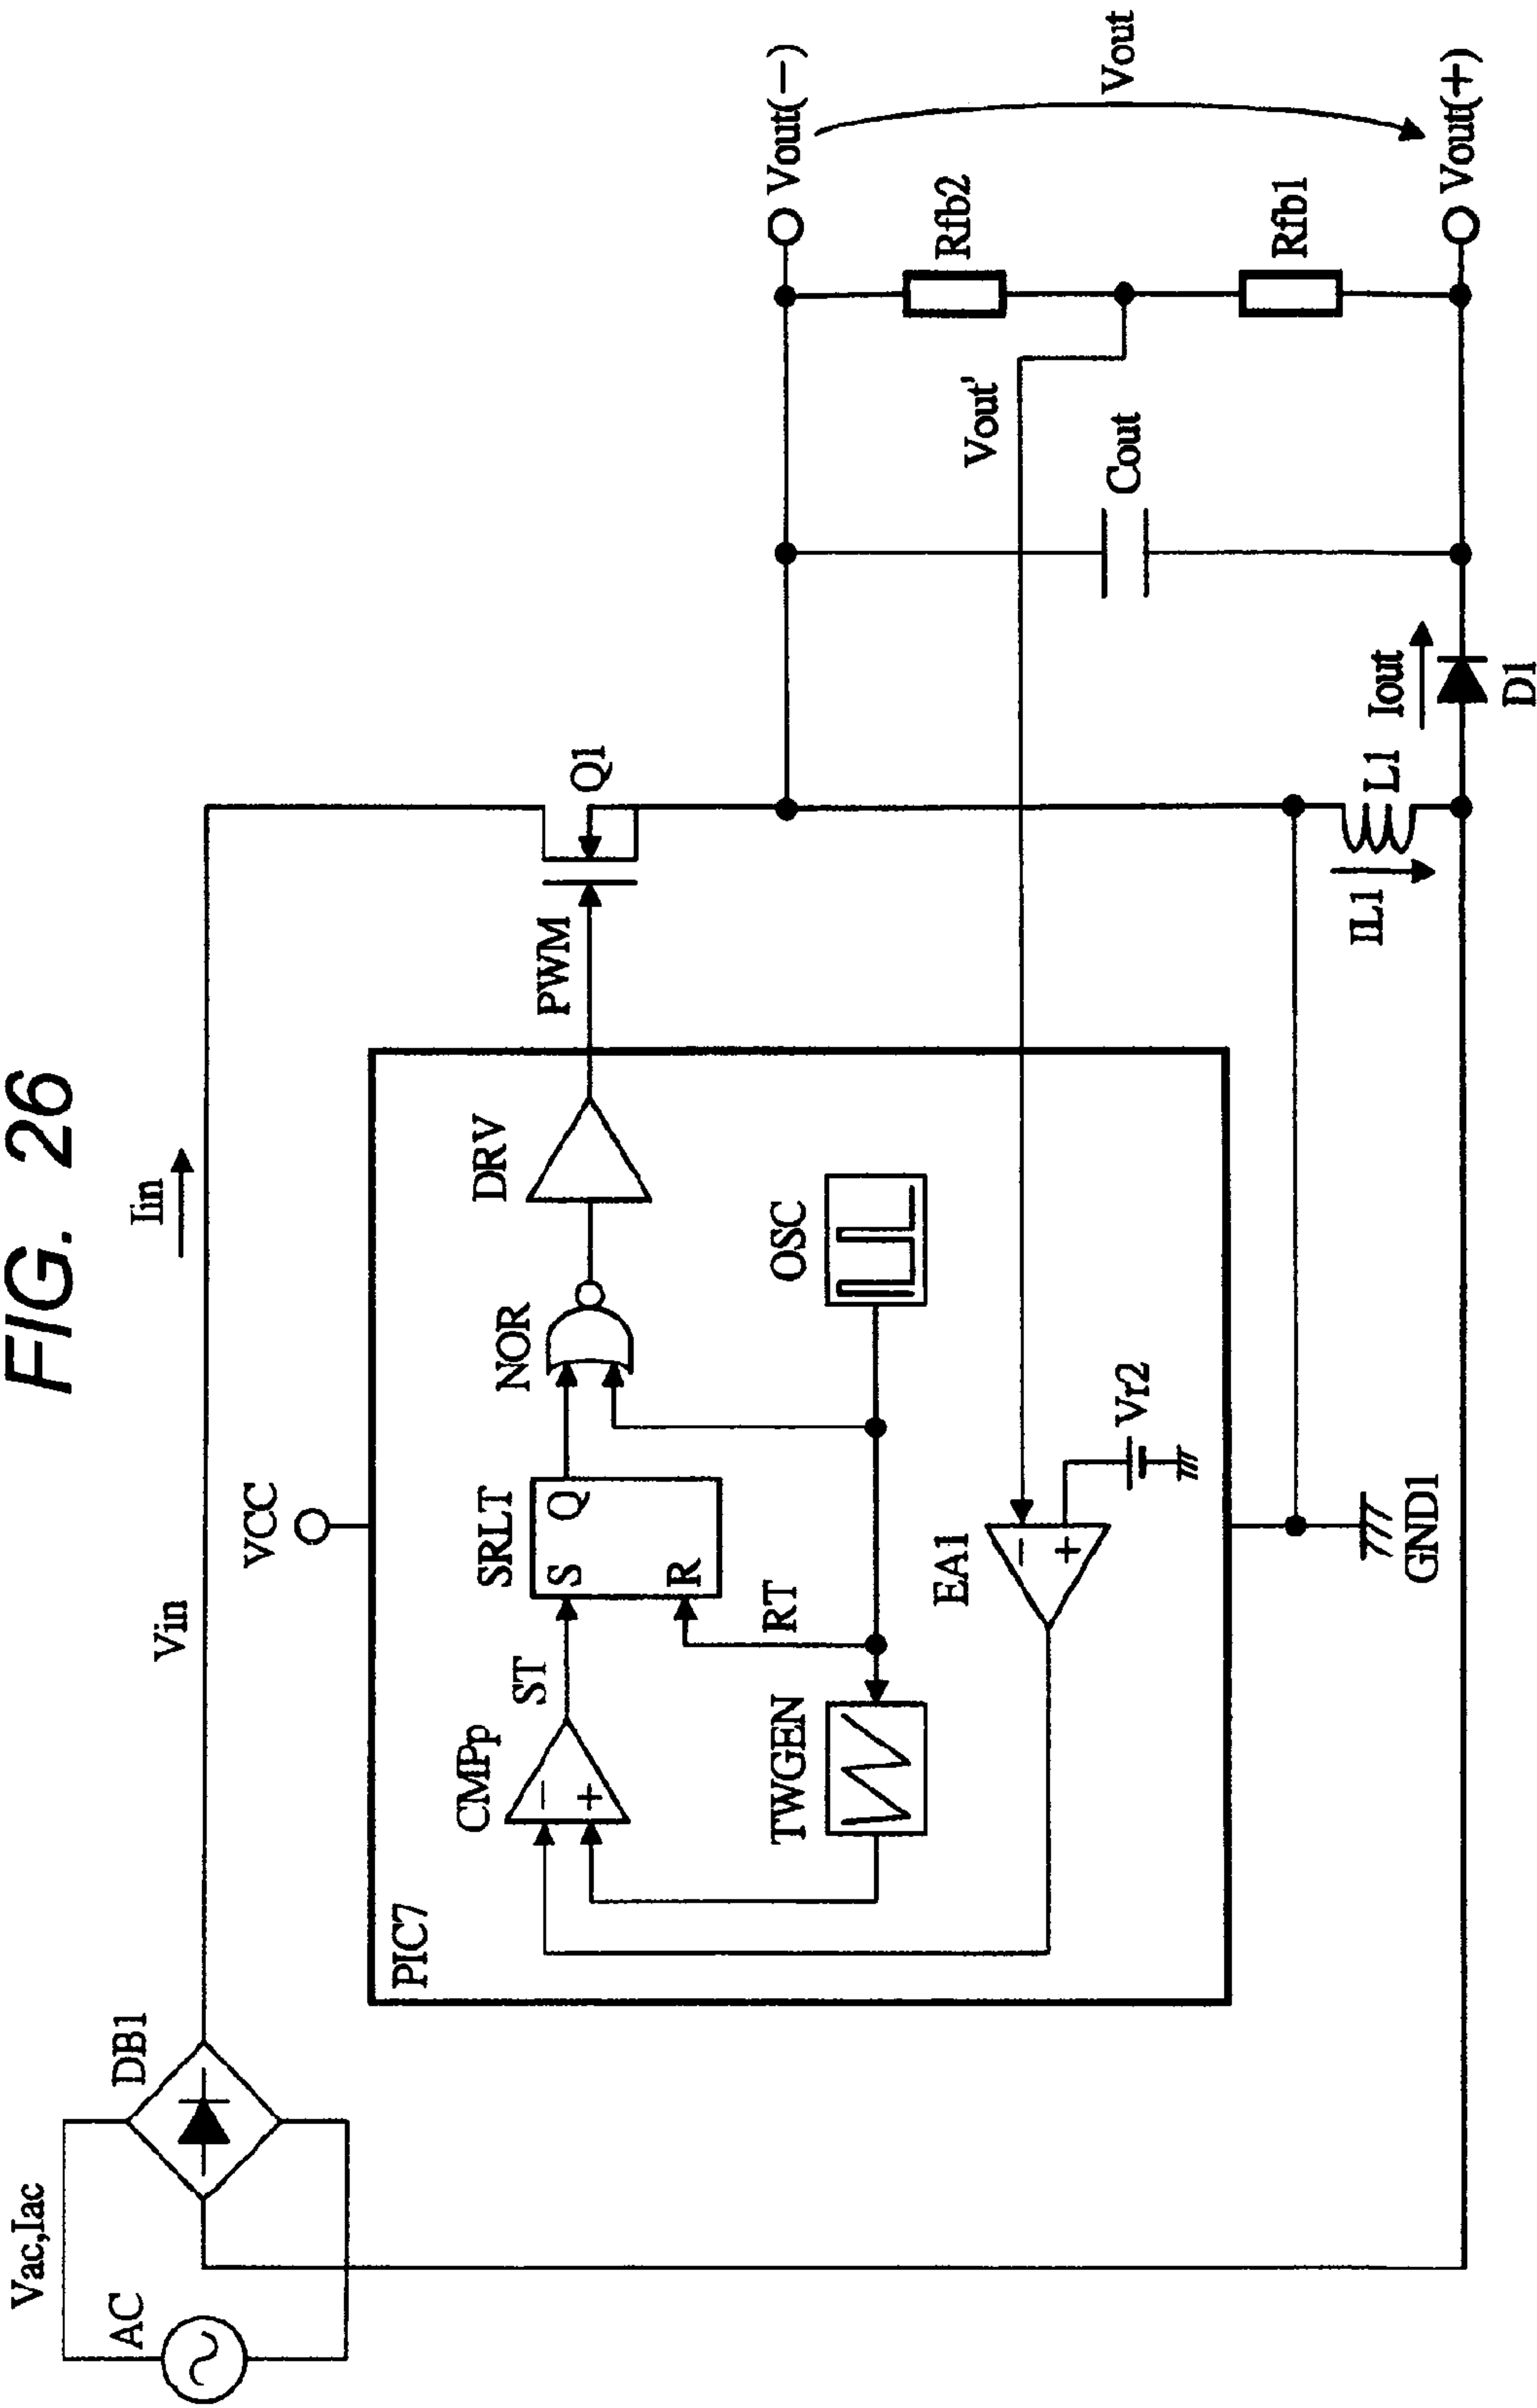 FIG. 26
Vac,Iac
AC
DB1
Vin
Iin
VCC
PIC7
CMPp
−
+
ST
SRLT
S
Q
R
NOR
DRV
PWM
Q1
TWGEN
RT
OSC
EA1
−
+
Vr2
GND1
IL1
L1
Iout
D1
Vout'
Cout
Rfb2
Rfb1
Vout(−)
Vout
Vout(+)